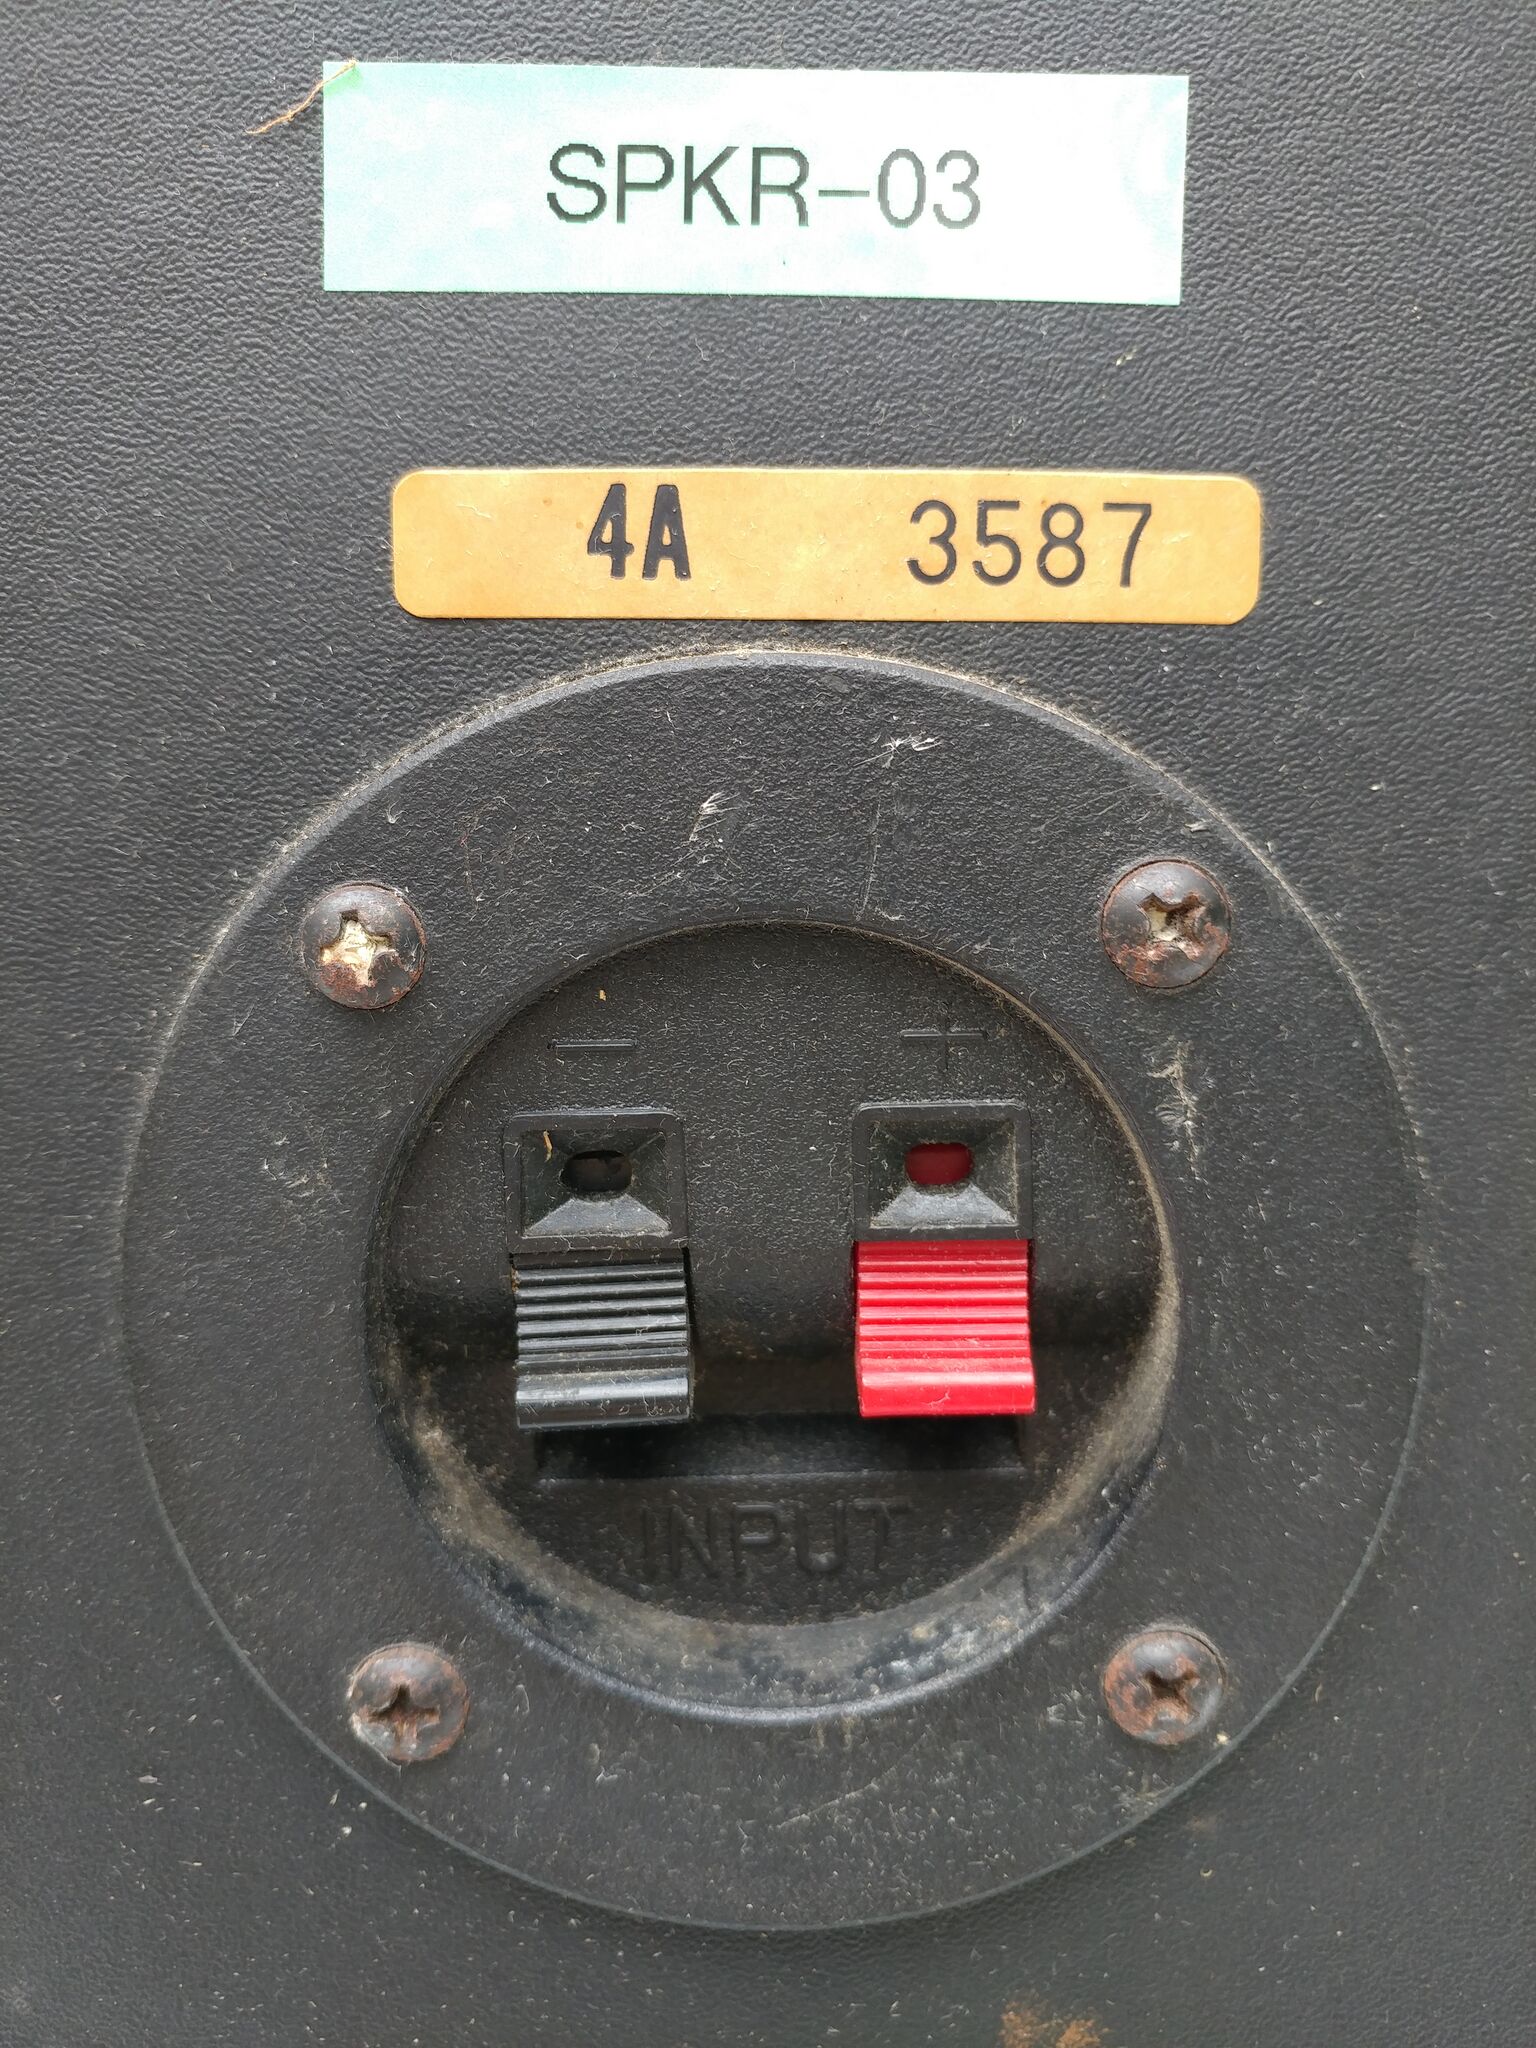 SPKR-03
4A 3587
- +
INPUT